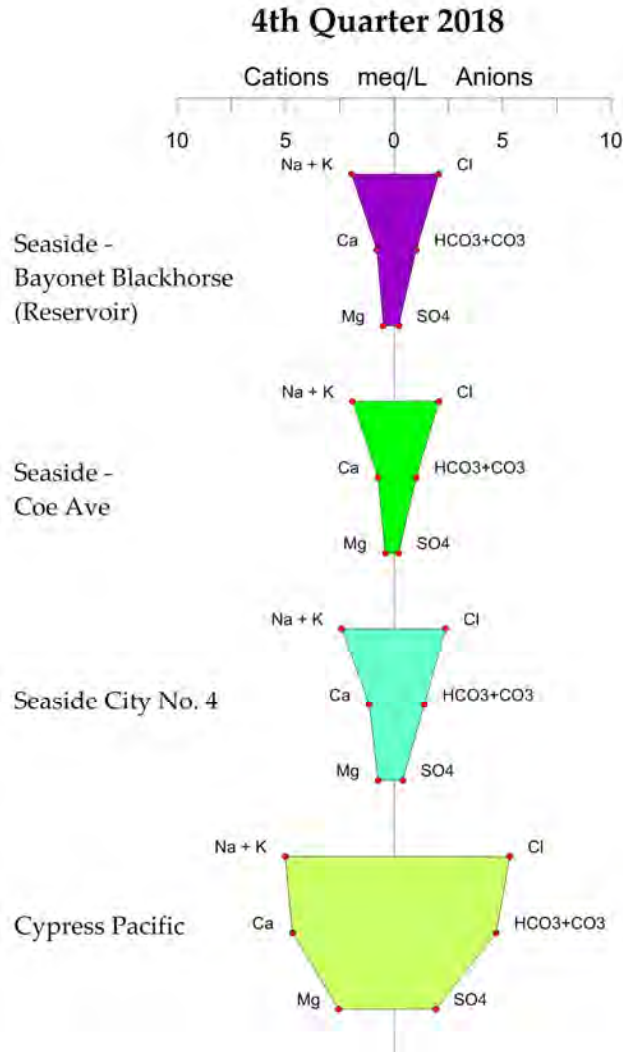 4th Quarter 2018
Cations meq/L Anions
10 5 0 5 10
Na + K Cl
Seaside -
Bayonet Blackhorse
(Reservoir)
Ca HCO3+CO3
Mg SO4
Na + K Cl
Seaside -
Coe Ave
Ca HCO3+CO3
Mg SO4
Na + K Cl
Seaside City No. 4
Ca HCO3+CO3
Mg SO4
Na + K Cl
Cypress Pacific
Ca HCO3+CO3
Mg SO4